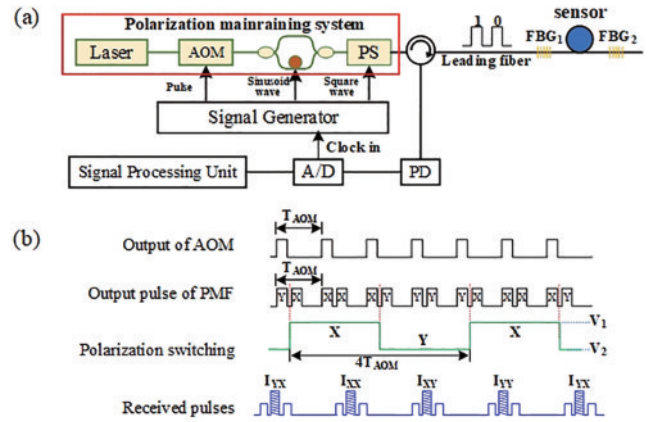 (a)
Polarization mainraining system
Laser
AOM
PS
1 0
sensor
FBG1
FBG2
Leading fiber
Puhe
Sinusoid
wave
Square
wave
Signal Generator
Clock in
Signal Processing Unit
A/D
PD
(b)
Output of AOM
TAOM
Output pulse of PMF
TAOM
Polarization switching
X Y X
V1
V2
4TAOM
Received pulses
IYX IXX IXY IYY IYX